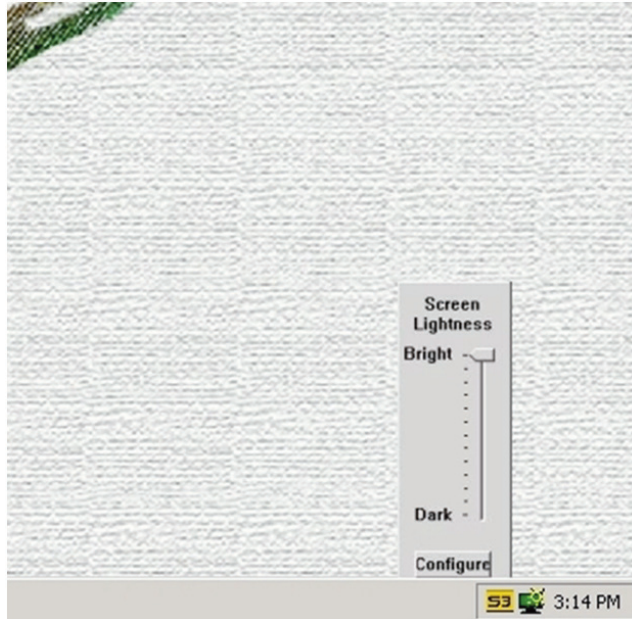 Screen
Lightness
Bright
Dark
Configure
S3
3:14 PM